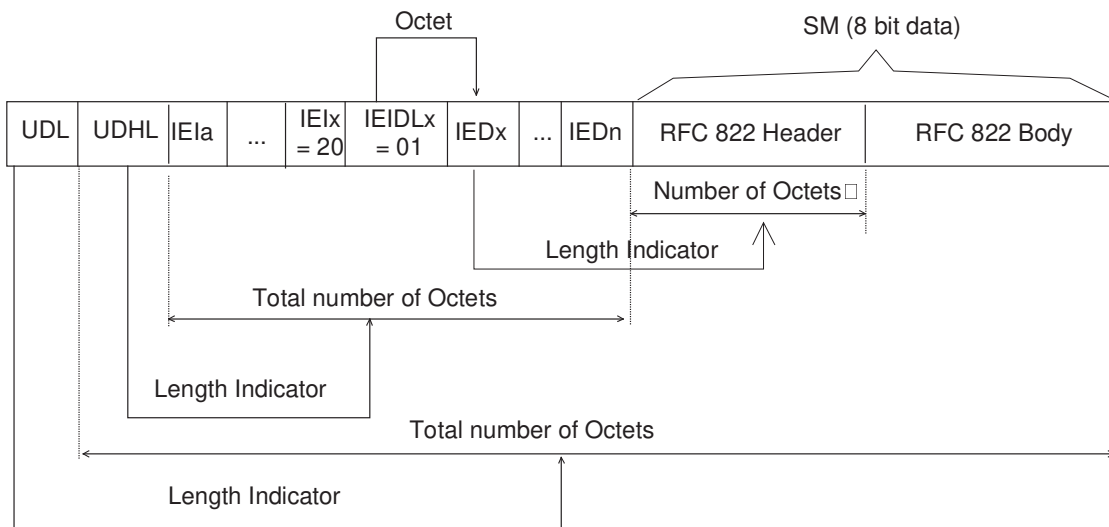 Octet
SM (8 bit data)
UDL
UDHL
IEIa
...
IEIx
= 20
IEIDLx
= 01
IEDx
...
IEDn
RFC 822 Header
RFC 822 Body
Number of Octets□
Length Indicator
Total number of Octets
Length Indicator
Total number of Octets
Length Indicator